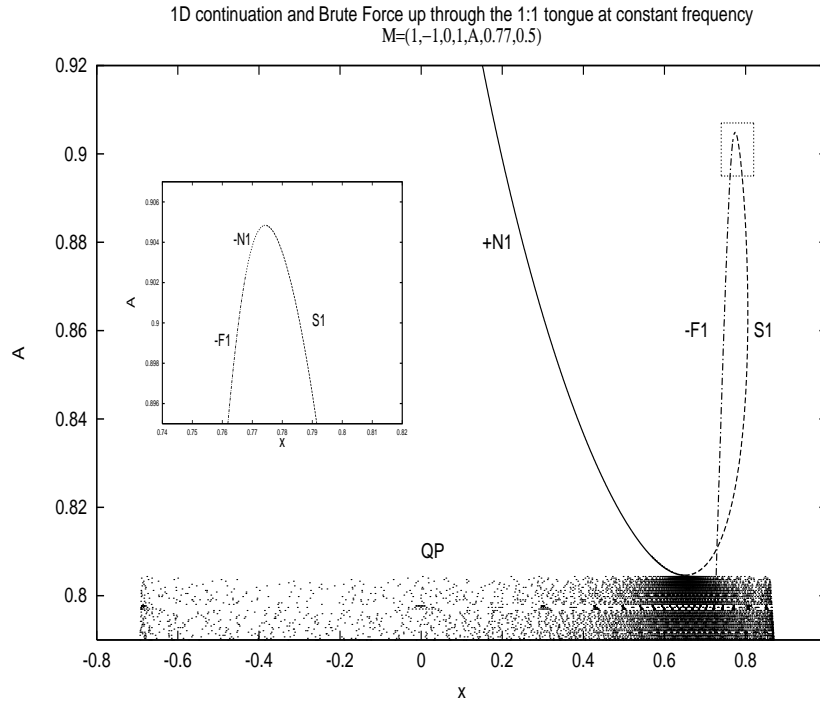 1D continuation and Brute Force up through the 1:1 tongue at constant frequency
M=(1,−1,0,1,A,0.77,0.5)
0.92
0.9
0.88
0.86
0.84
0.82
0.8
A
-0.8 -0.6 -0.4 -0.2 0 0.2 0.4 0.6 0.8
x
+N1
-F1 S1
QP
0.906
0.904
0.902
0.9
0.898
0.896
A
-N1
-F1
S1
0.74 0.75 0.76 0.77 0.78 0.79 0.8 0.81 0.82
x